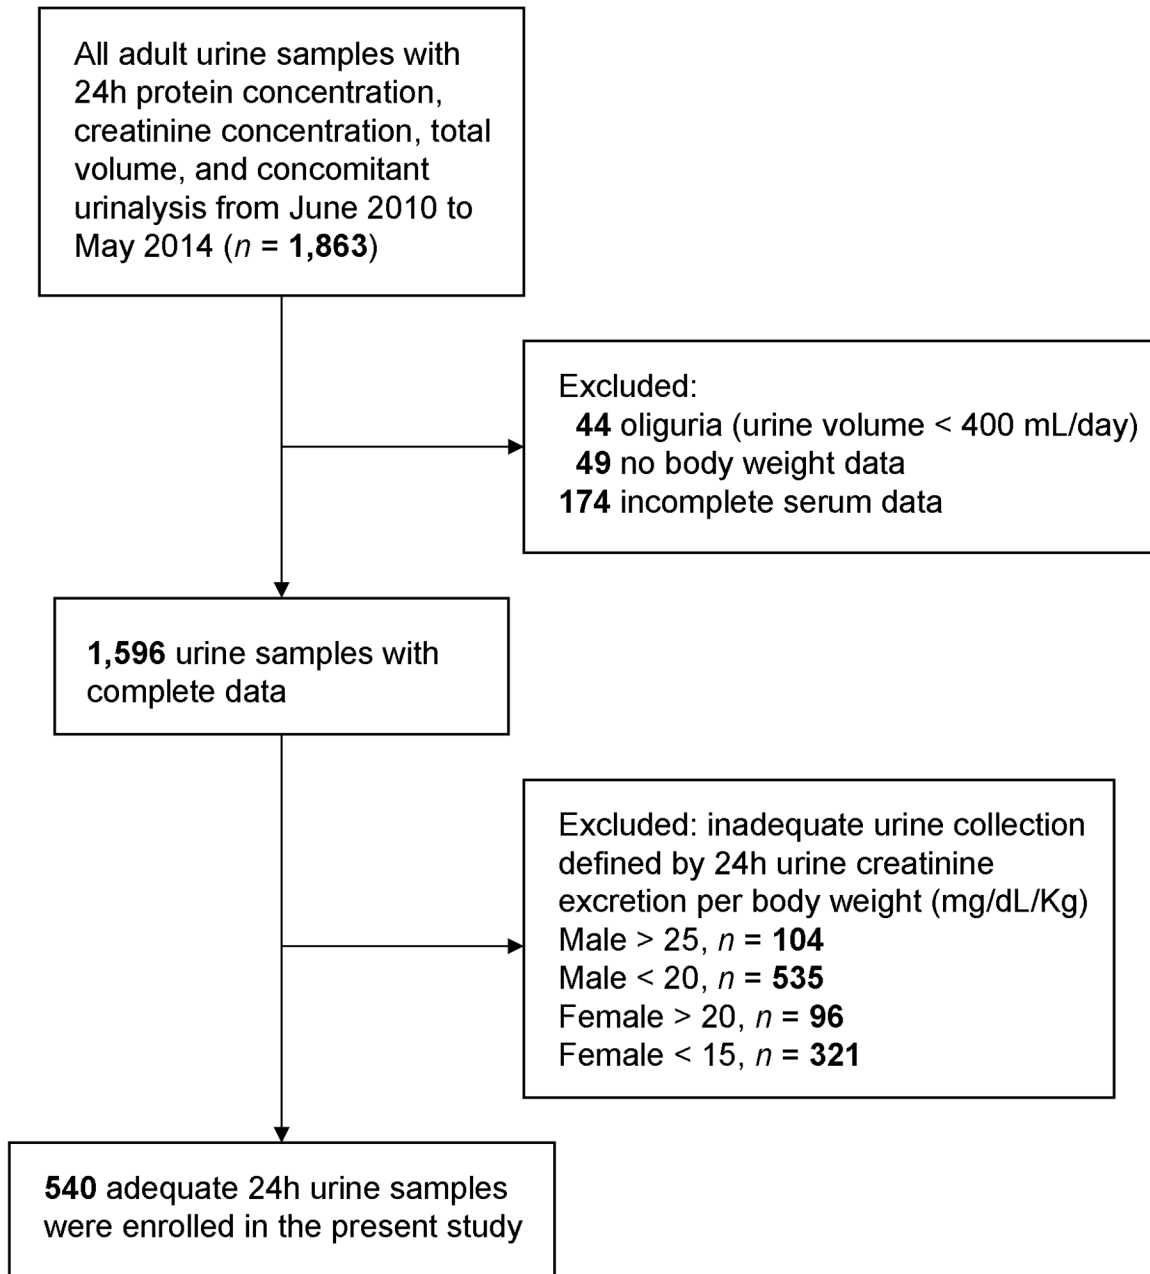 All adult urine samples with
24h protein concentration,
creatinine concentration, total
volume, and concomitant
urinalysis from June 2010 to
May 2014 (n = 1,863)
Excluded:
44 oliguria (urine volume < 400 mL/day)
49 no body weight data
174 incomplete serum data
1,596 urine samples with
complete data
Excluded: inadequate urine collection
defined by 24h urine creatinine
excretion per body weight (mg/dL/Kg)
Male > 25, n = 104
Male < 20, n = 535
Female > 20, n = 96
Female < 15, n = 321
540 adequate 24h urine samples
were enrolled in the present study